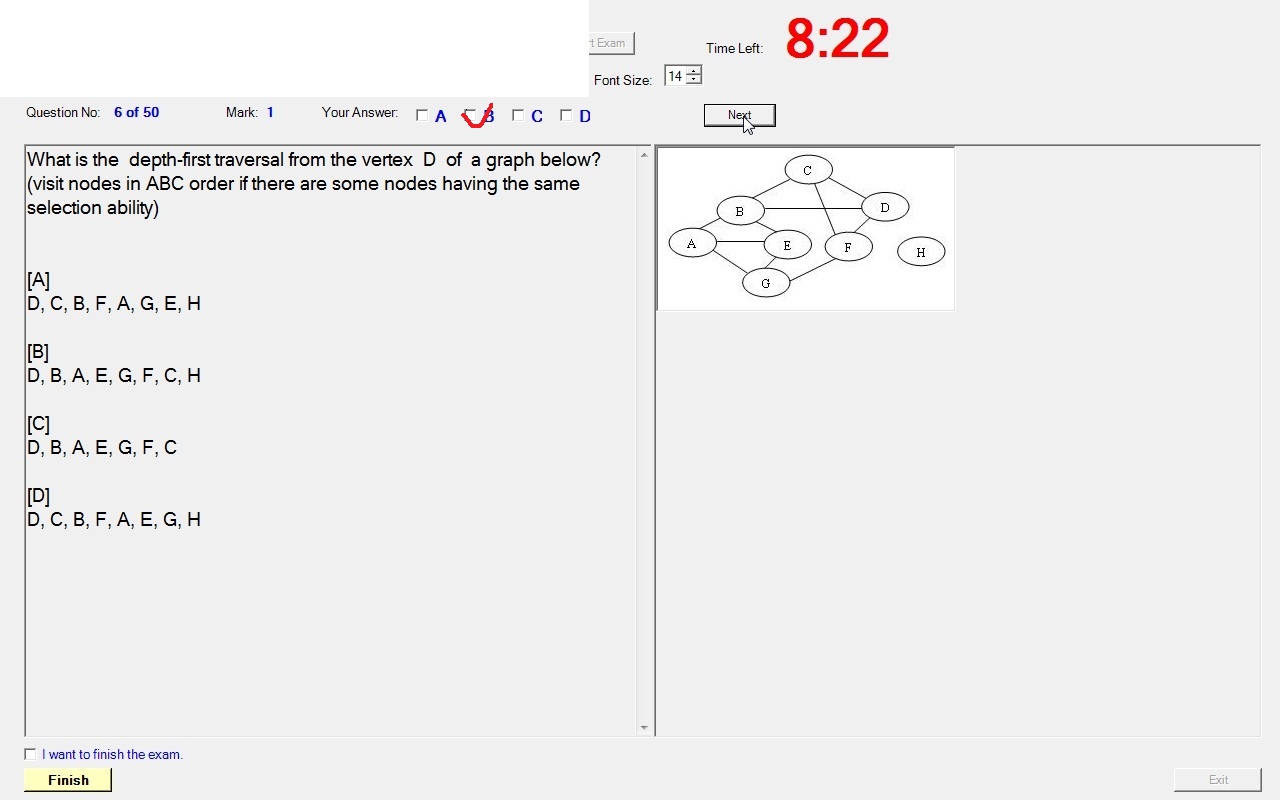 t Exam
Time Left: 8:22
Font Size: 14
Question No: 6 of 50 Mark: 1 Your Answer: A B C D Next
What is the depth-first traversal from the vertex D of a graph below?
(visit nodes in ABC order if there are some nodes having the same
selection ability)
[A]
D, C, B, F, A, G, E, H
[B]
D, B, A, E, G, F, C, H
[C]
D, B, A, E, G, F, C
[D]
D, C, B, F, A, E, G, H
C
B D
A E F H
G
I want to finish the exam.
Finish Exit